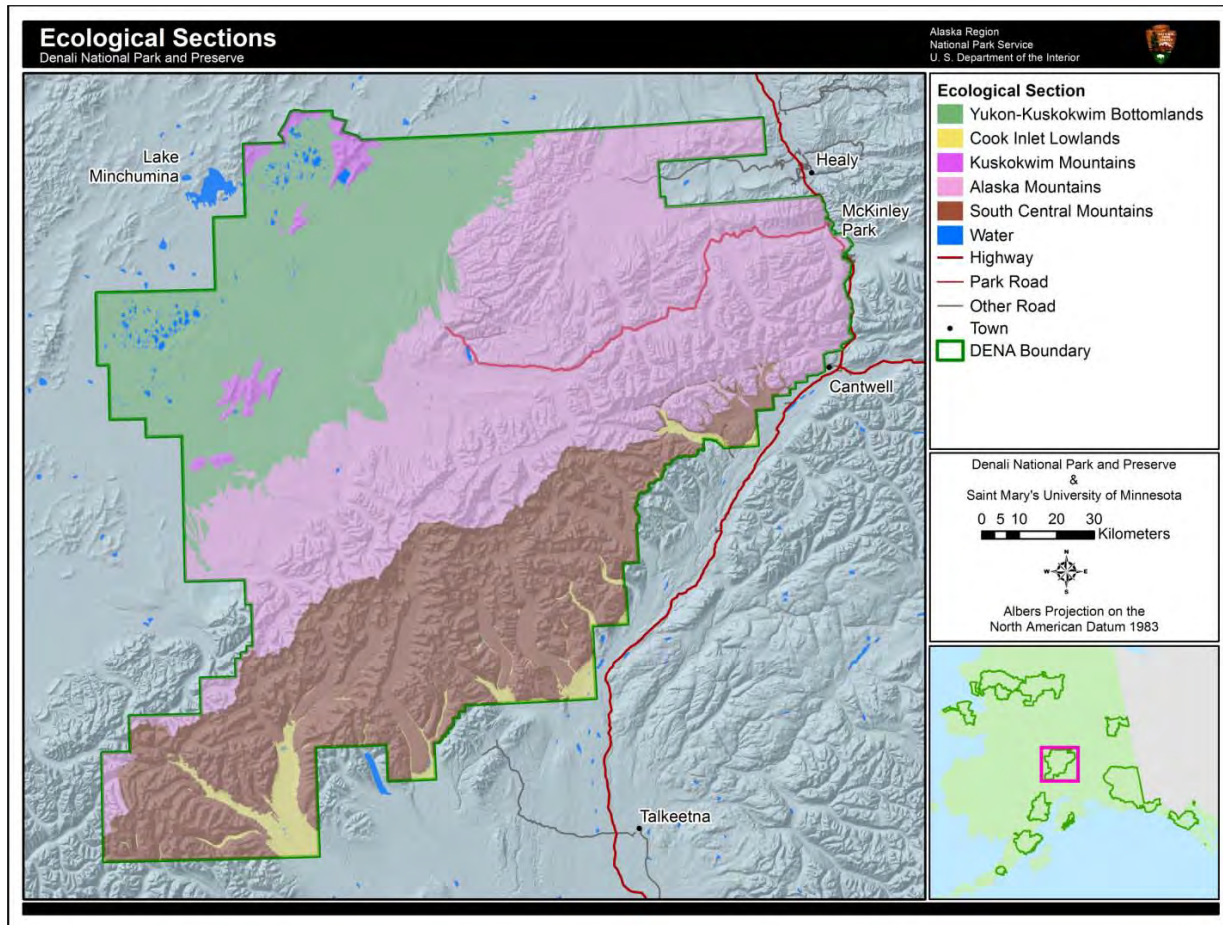 Ecological Sections
Denali National Park and Preserve
Alaska Region
National Park Service
U. S. Department of the Interior
Lake
Minchumina
Healy
McKinley
Park
Cantwell
Talkeetna
Ecological Section
Yukon-Kuskokwim Bottomlands
Cook Inlet Lowlands
Kuskokwim Mountains
Alaska Mountains
South Central Mountains
Water
Highway
Park Road
Other Road
Town
DENA Boundary
Denali National Park and Preserve
&
Saint Mary's University of Minnesota
0 5 10 20 30
Kilometers
N
W E
S
Albers Projection on the
North American Datum 1983